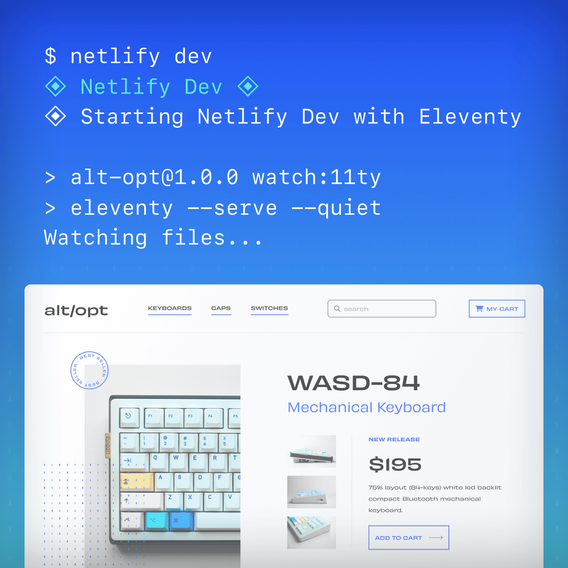 $ netlify dev
◈ Netlify Dev ◈
◈ Starting Netlify Dev with Eleventy
> alt-opt@1.0.0 watch:11ty
> eleventy --serve --quiet
Watching files...
alt/opt
KEYBOARDS
CAPS
SWITCHES
search
MY CART
BEST SELLER
WASD-84
Mechanical Keyboard
NEW RELEASE
$195
75% layout (84-keys) white led backlit
compact Bluetooth mechanical
keyboard.
ADD TO CART